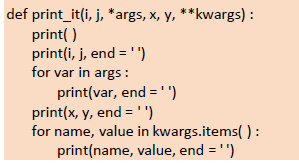 def print_it(i, j, *args, x, y, **kwargs) :
print( )
print(i, j, end = ' ')
for var in args :
print(var, end = ' ')
print(x, y, end = ' ')
for name, value in kwargs.items( ) :
print(name, value, end = ' ')